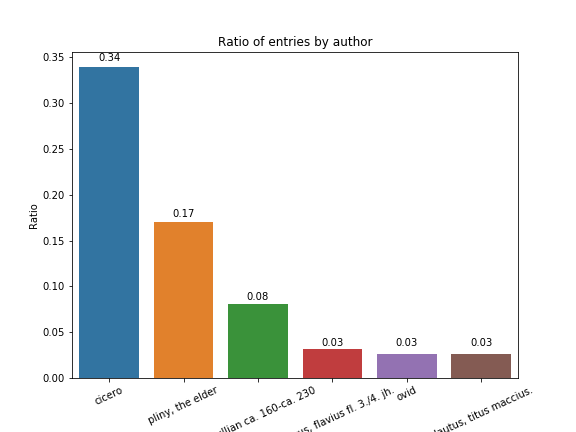 Ratio of entries by author
0.35
0.30
0.25
0.20
0.15
0.10
0.05
0.00
Ratio
0.34
0.17
0.08
0.03
0.03
0.03
cicero
pliny, the elder
ca. 160-ca. 230
flavius fl. 3./4. jh.
ovid
titus maccius.